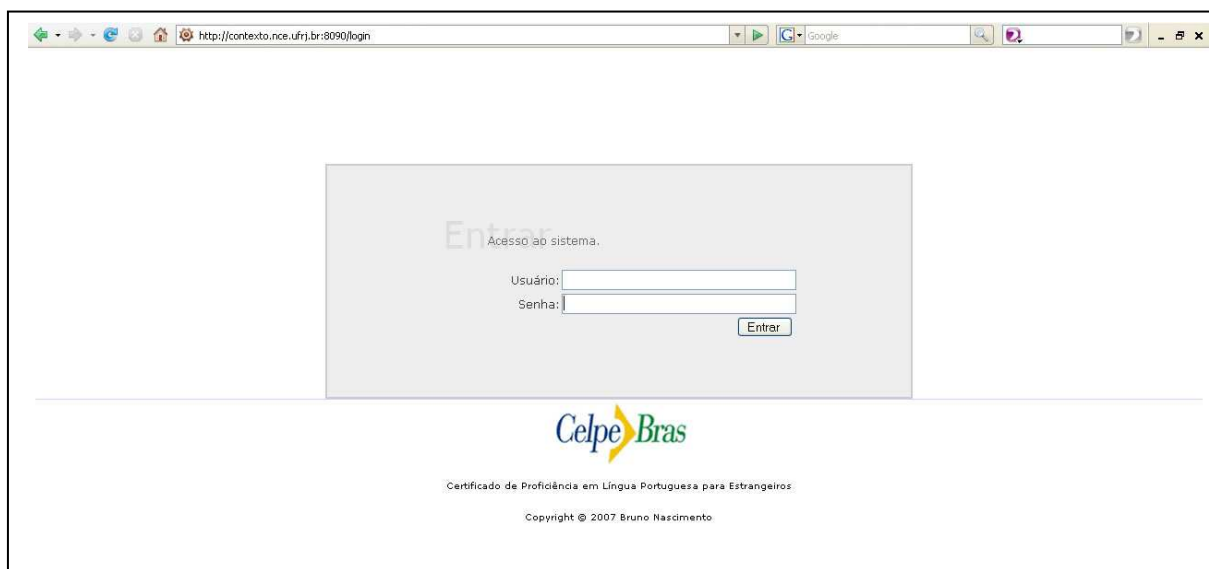 http://contexto.nce.ufrj.br:8090/login
Google
Entrar
Acesso ao sistema.
Usuário:
Senha:
Entrar
Celpe Bras
Certificado de Proficiência em Língua Portuguesa para Estrangeiros
Copyright © 2007 Bruno Nascimento